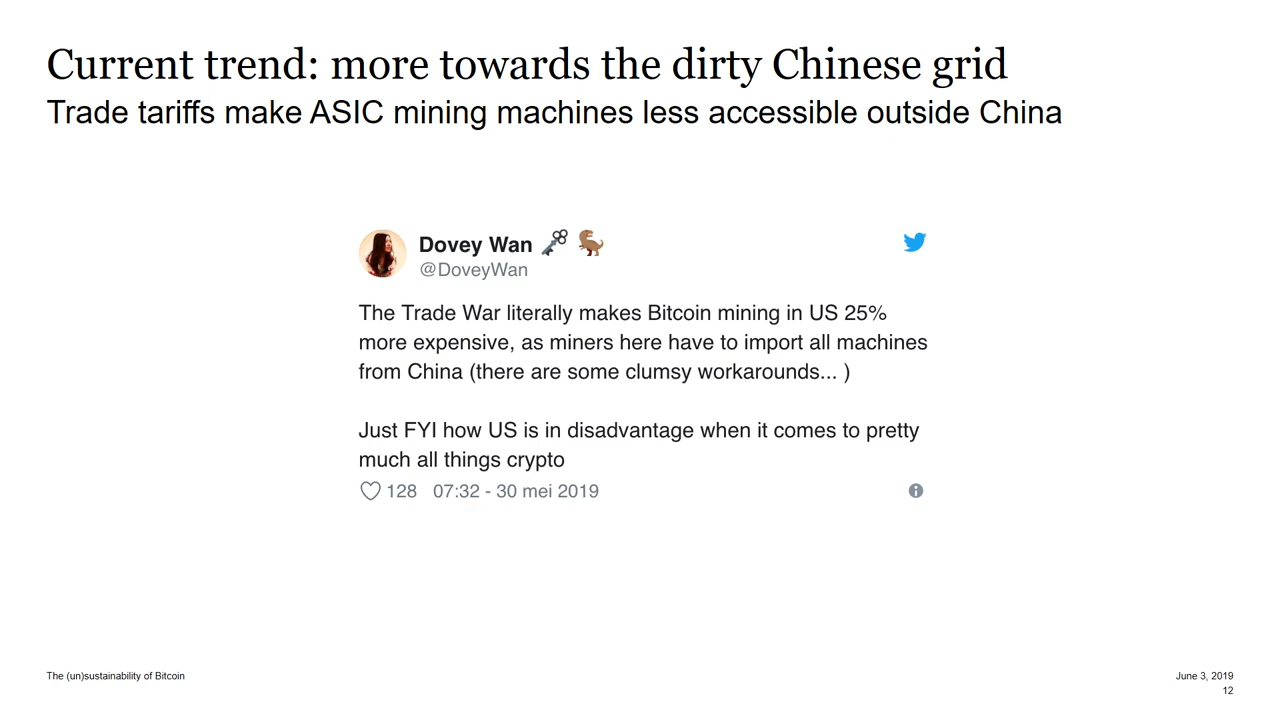 Current trend: more towards the dirty Chinese grid
Trade tariffs make ASIC mining machines less accessible outside China
Dovey Wan 🗝 🦖
@DoveyWan
The Trade War literally makes Bitcoin mining in US 25%
more expensive, as miners here have to import all machines
from China (there are some clumsy workarounds... )
Just FYI how US is in disadvantage when it comes to pretty
much all things crypto
128 07:32 - 30 mei 2019
The (un)sustainability of Bitcoin
June 3, 2019
12